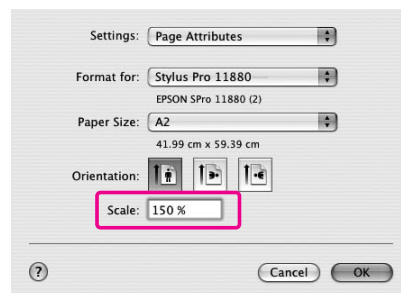 Settings: Page Attributes
Format for: Stylus Pro 11880
EPSON SPro 11880 (2)
Paper Size: A2
41.99 cm x 59.39 cm
Orientation:
Scale: 150 %
? Cancel OK